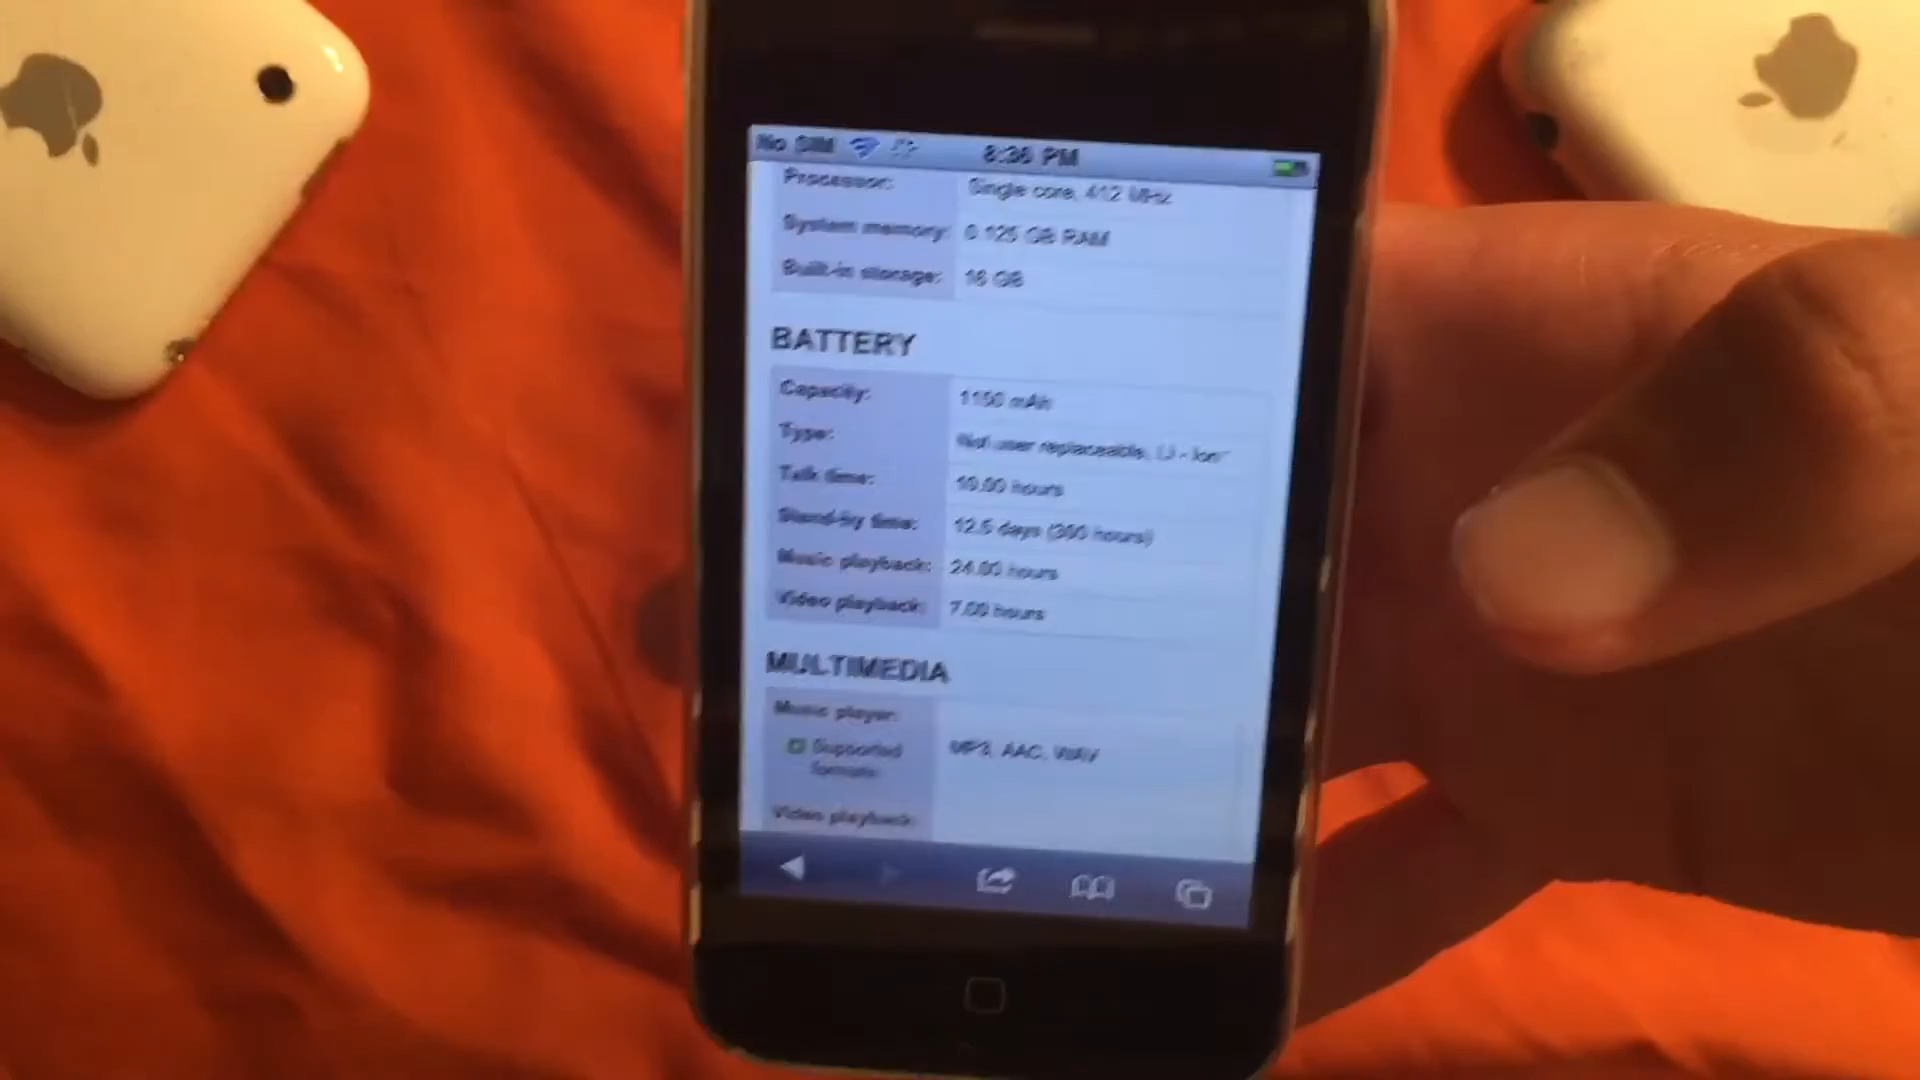 No SIM 8:36 PM
Processor: Single core, 412 MHz
System memory: 0.125 GB RAM
Built-in storage: 16 GB
BATTERY
Capacity: 1150 mAh
Type: Not user replaceable, Li - Ion
Talk time: 10.00 hours
Stand-by time: 12.5 days (300 hours)
Music playback: 24.00 hours
Video playback: 7.00 hours
MULTIMEDIA
Music player:
Supported MP3, AAC, WAV
formats:
Video playback: